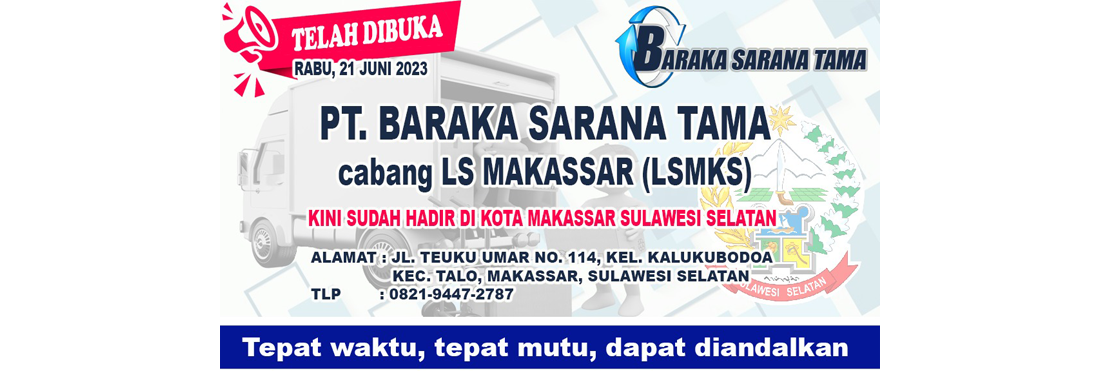 TELAH DIBUKA
RABU, 21 JUNI 2023
BARAKA SARANA TAMA
PT. BARAKA SARANA TAMA
cabang LS MAKASSAR (LSMKS)
KINI SUDAH HADIR DI KOTA MAKASSAR SULAWESI SELATAN
ALAMAT : JL. TEUKU UMAR NO. 114, KEL. KALUKUBODOA
KEC. TALO, MAKASSAR, SULAWESI SELATAN
TLP : 0821-9447-2787
SULAWESI SELATAN
Tepat waktu, tepat mutu, dapat diandalkan